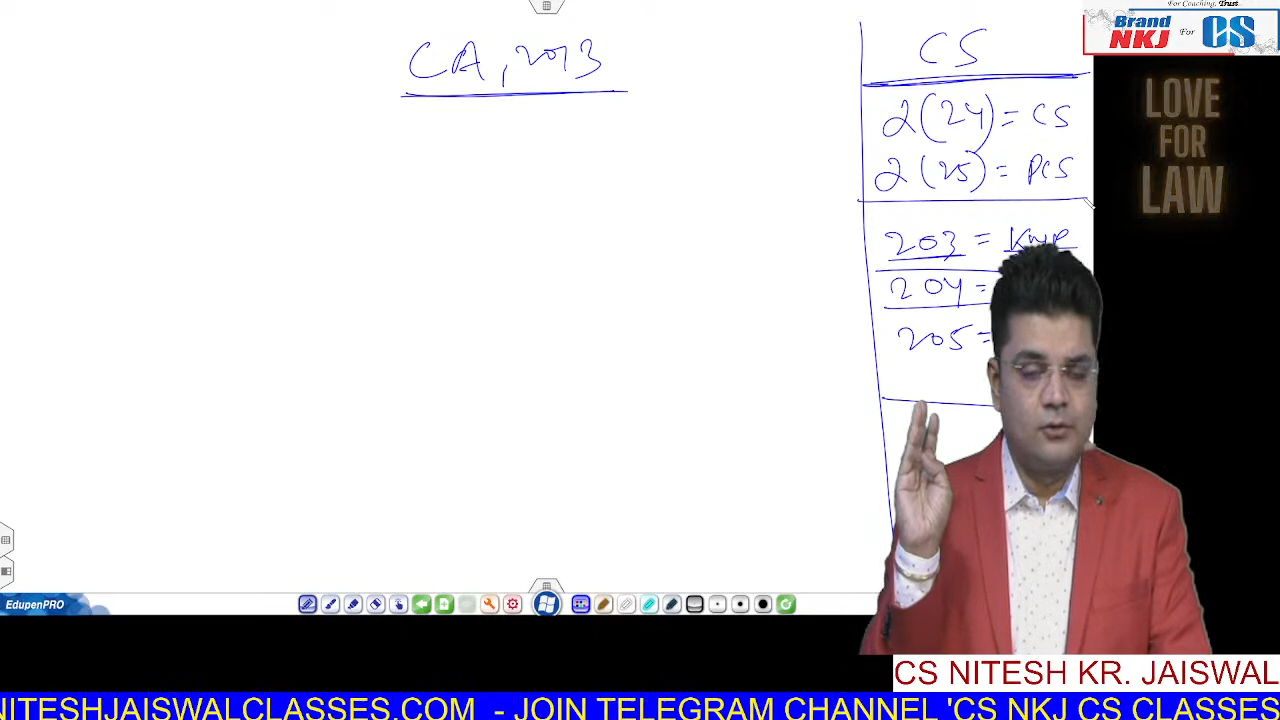 For Coaching, Trust
Brand
NKJ
For
CS
CA, 2013
CS
2(24) = CS
2(25) = PCS
203 = KMP
204 =
205 =
LOVE
FOR
LAW
EdupenPRO
CS NITESH KR. JAISWAL
NITESHJAISWALCLASSES.COM - JOIN TELEGRAM CHANNEL 'CS NKJ CS CLASSES